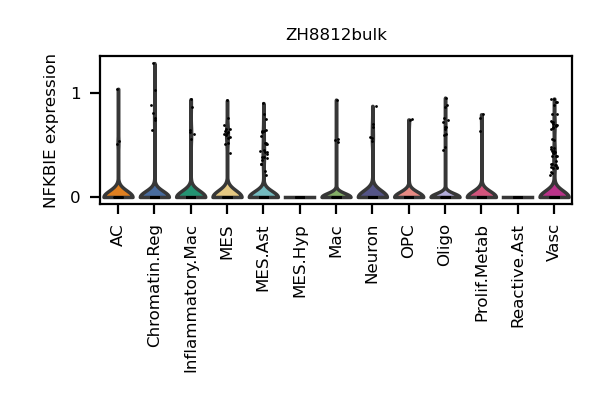 ZH8812bulk
NFKBIE expression
1
0
AC
Chromatin.Reg
Inflammatory.Mac
MES
MES.Ast
MES.Hyp
Mac
Neuron
OPC
Oligo
Prolif.Metab
Reactive.Ast
Vasc